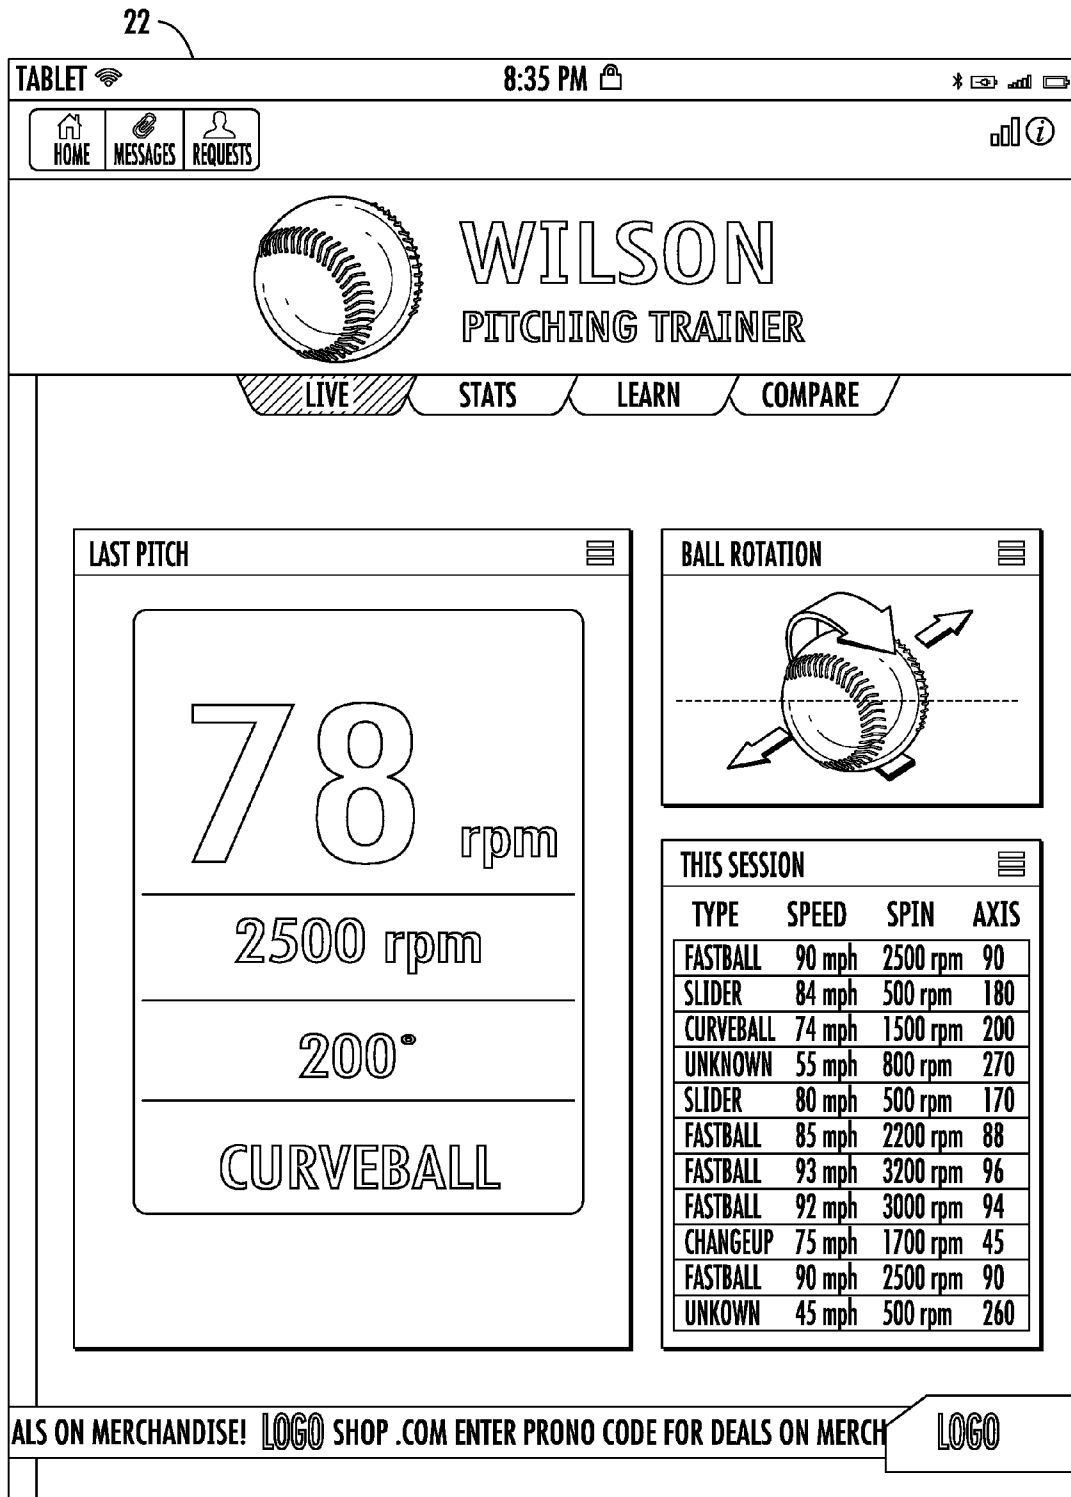 22
TABLET 8:35 PM
HOME MESSAGES REQUESTS i
WILSON
PITCHING TRAINER
LIVE STATS LEARN COMPARE
LAST PITCH
78 rpm
2500 rpm
200°
CURVEBALL
BALL ROTATION
THIS SESSION
TYPE SPEED SPIN AXIS
FASTBALL 90 mph 2500 rpm 90
SLIDER 84 mph 500 rpm 180
CURVEBALL 74 mph 1500 rpm 200
UNKNOWN 55 mph 800 rpm 270
SLIDER 80 mph 500 rpm 170
FASTBALL 85 mph 2200 rpm 88
FASTBALL 93 mph 3200 rpm 96
FASTBALL 92 mph 3000 rpm 94
CHANGEUP 75 mph 1700 rpm 45
FASTBALL 90 mph 2500 rpm 90
UNKOWN 45 mph 500 rpm 260
ALS ON MERCHANDISE! LOGO SHOP .COM ENTER PRONO CODE FOR DEALS ON MERCH LOGO